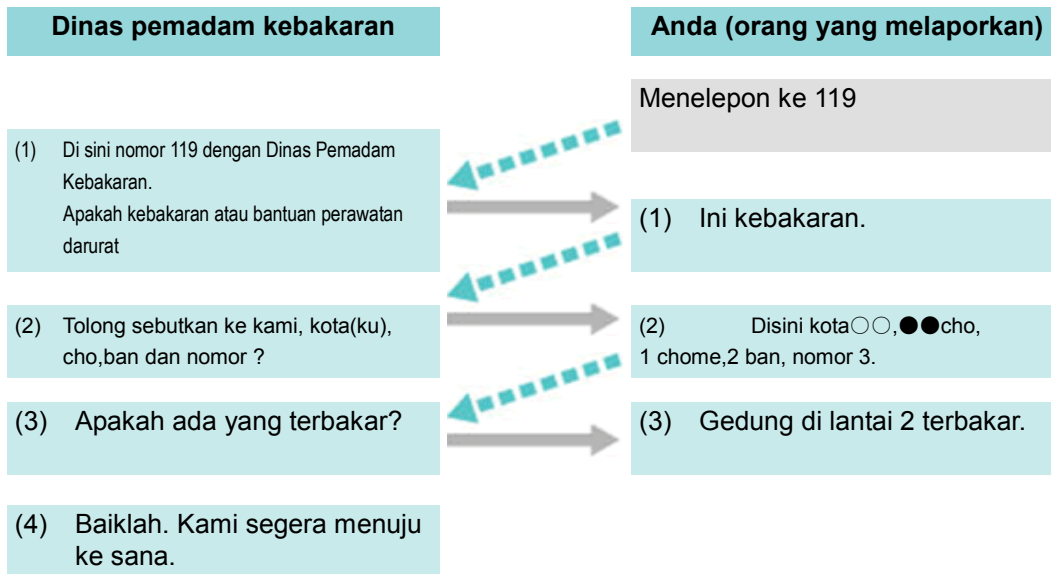 Dinas pemadam kebakaran
Anda (orang yang melaporkan)
Menelepon ke 119
(1) Di sini nomor 119 dengan Dinas Pemadam
Kebakaran.
Apakah kebakaran atau bantuan perawatan
darurat
(1) Ini kebakaran.
(2) Tolong sebutkan ke kami, kota(ku),
cho,ban dan nomor ?
(2) Disini kota○○,●●cho,
1 chome,2 ban, nomor 3.
(3) Apakah ada yang terbakar?
(3) Gedung di lantai 2 terbakar.
(4) Baiklah. Kami segera menuju
ke sana.